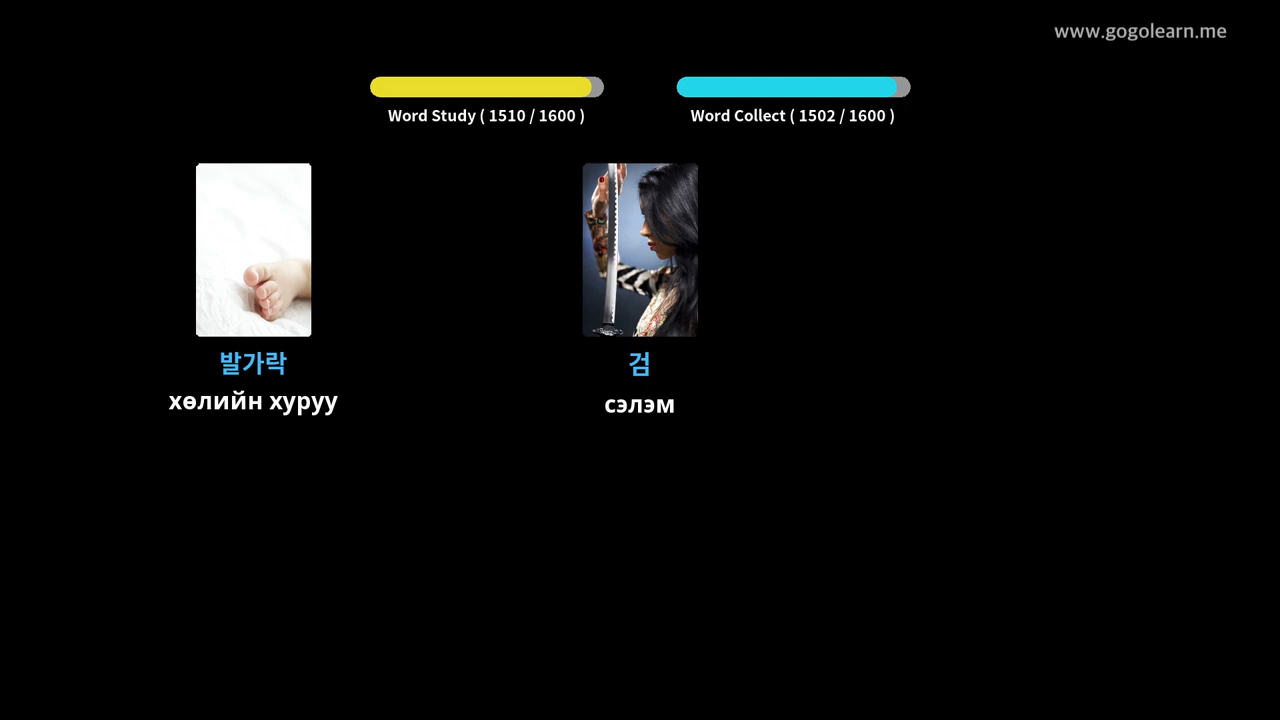 www.gogolearn.me
Word Study ( 1510 / 1600 )
Word Collect ( 1502 / 1600 )
발가락
хөлийн хуруу
검
сэлэм